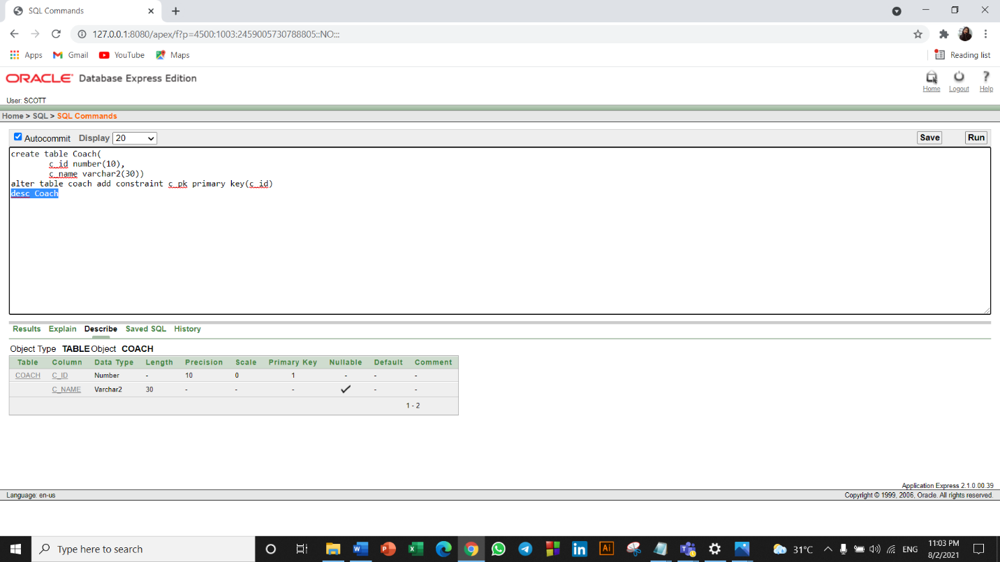 SQL Commands
127.0.0.1:8080/apex/f?p=4500:1003:2459005730788805::NO:::
Apps Gmail YouTube Maps Reading list
ORACLE Database Express Edition
Home Logout Help
User: SCOTT
Home > SQL > SQL Commands
Autocommit Display 20 Save Run
create table Coach(
c_id number(10),
c_name varchar2(30))
alter table coach add constraint c_pk primary key(c_id)
desc Coach
Results Explain Describe Saved SQL History
Object Type TABLE Object COACH
Table Column Data Type Length Precision Scale Primary Key Nullable Default Comment
COACH C_ID Number - 10 0 1 - - -
C_NAME Varchar2 30 - - - ✓ - -
1 - 2
Application Express 2.1.0.00.39
Language: en-us Copyright © 1999, 2006, Oracle. All rights reserved.
Type here to search 31°C ENG 11:03 PM
8/2/2021